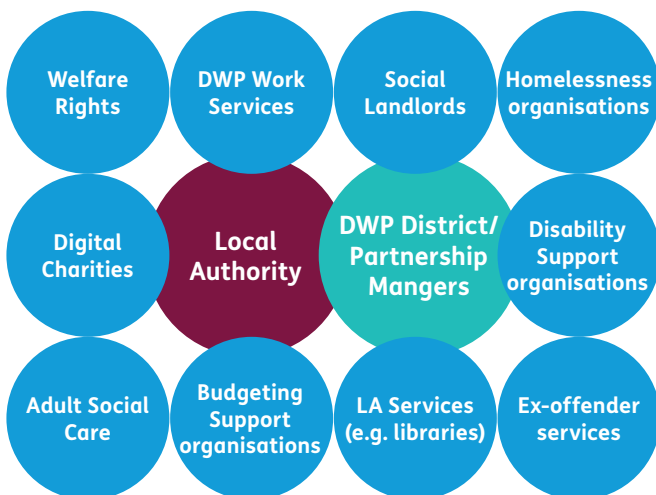 Welfare
Rights
DWP Work
Services
Social
Landlords
Homelessness
organisations
Digital
Charities
Local
Authority
DWP District/
Partnership
Mangers
Disability
Support
organisations
Adult Social
Care
Budgeting
Support
organisations
LA Services
(e.g. libraries)
Ex-offender
services